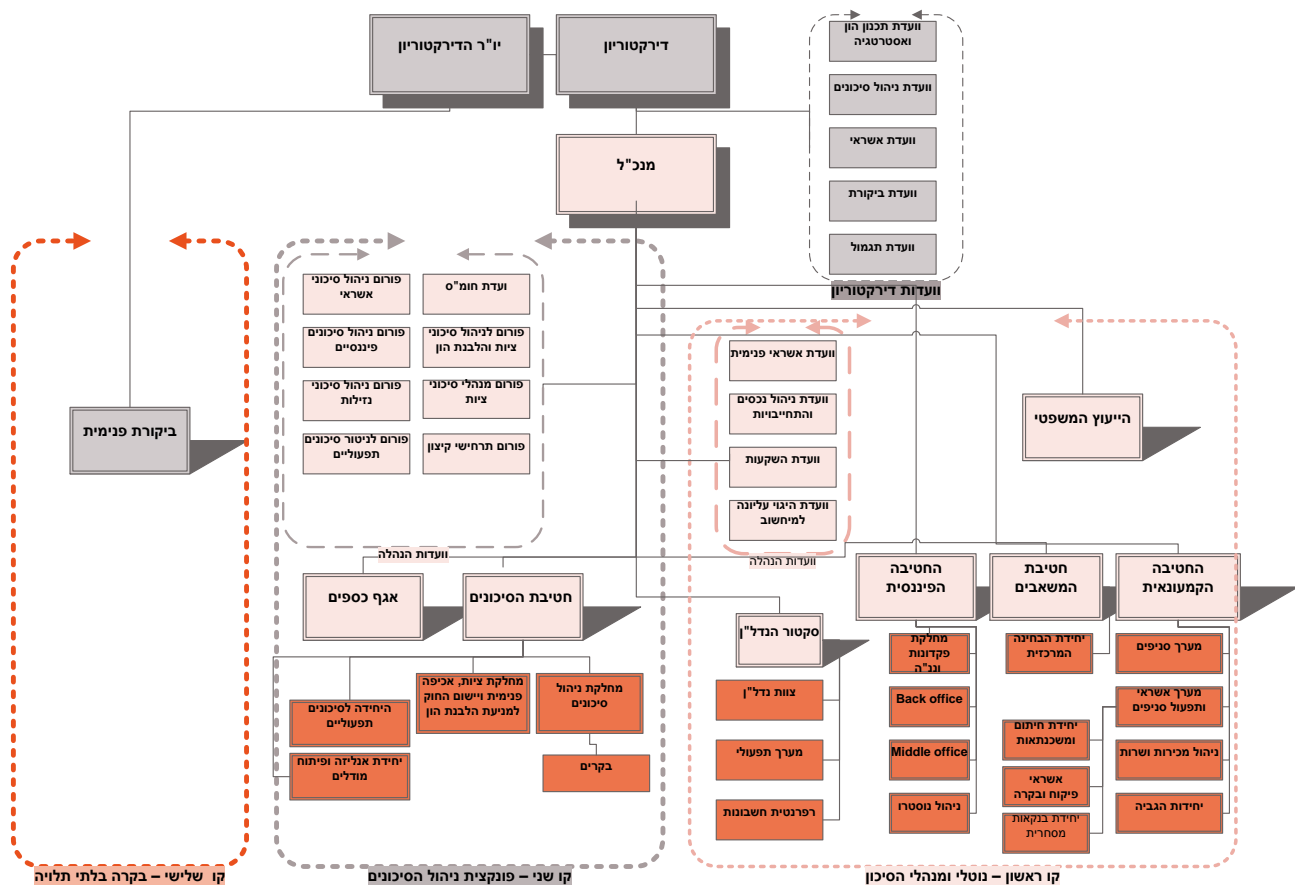 יו"ר הדירקטוריון
דירקטוריון
מנכ"ל
וועדת תכנון הון
ואסטרטגיה
וועדת ניהול סיכונים
וועדת אשראי
וועדת ביקורת
וועדת תגמול
וועדות דירקטוריון
ועדת חומ"ס
פורום ניהול סיכוני
אשראי
פורום לניהול סיכוני
ציות והלבנת הון
פורום ניהול סיכונים
פיננסיים
פורום מנהלי סיכוני
ציות
פורום ניהול סיכוני
נזילות
פורום תרחישי קיצון
פורום לניטור סיכונים
תפעוליים
וועדות הנהלה
וועדת אשראי פנימית
וועדת ניהול נכסים
והתחייבויות
וועדת השקעות
וועדת היגוי עליונה
למיחשוב
וועדות הנהלה
הייעוץ המשפטי
ביקורת פנימית
החטיבה
הקמעונאית
חטיבת
המשאבים
החטיבה
הפיננסית
סקטור הנדל"ן
חטיבת הסיכונים
אגף כספים
מערך סניפים
מערך אשראי
ותפעול סניפים
ניהול מכירות ושרות
יחידות הגביה
יחידת הבחינה
המרכזית
יחידת חיתום
ומשכנתאות
אשראי
פיקוח ובקרה
יחידת בנקאות
מסחרית
מחלקת
פקדונות
וננ"ה
Back office
Middle office
ניהול נוסטרו
צוות נדל"ן
מערך תפעולי
רפרנטית חשבונות
מחלקת ניהול
סיכונים
בקרים
מחלקת ציות, אכיפה
פנימית ויישום החוק
למניעת הלבנת הון
היחידה לסיכונים
תפעוליים
יחידת אנליזה ופיתוח
מודלים
קו ראשון – נוטלי ומנהלי הסיכון
קו שני – פונקצית ניהול הסיכונים
קו שלישי – בקרה בלתי תלויה